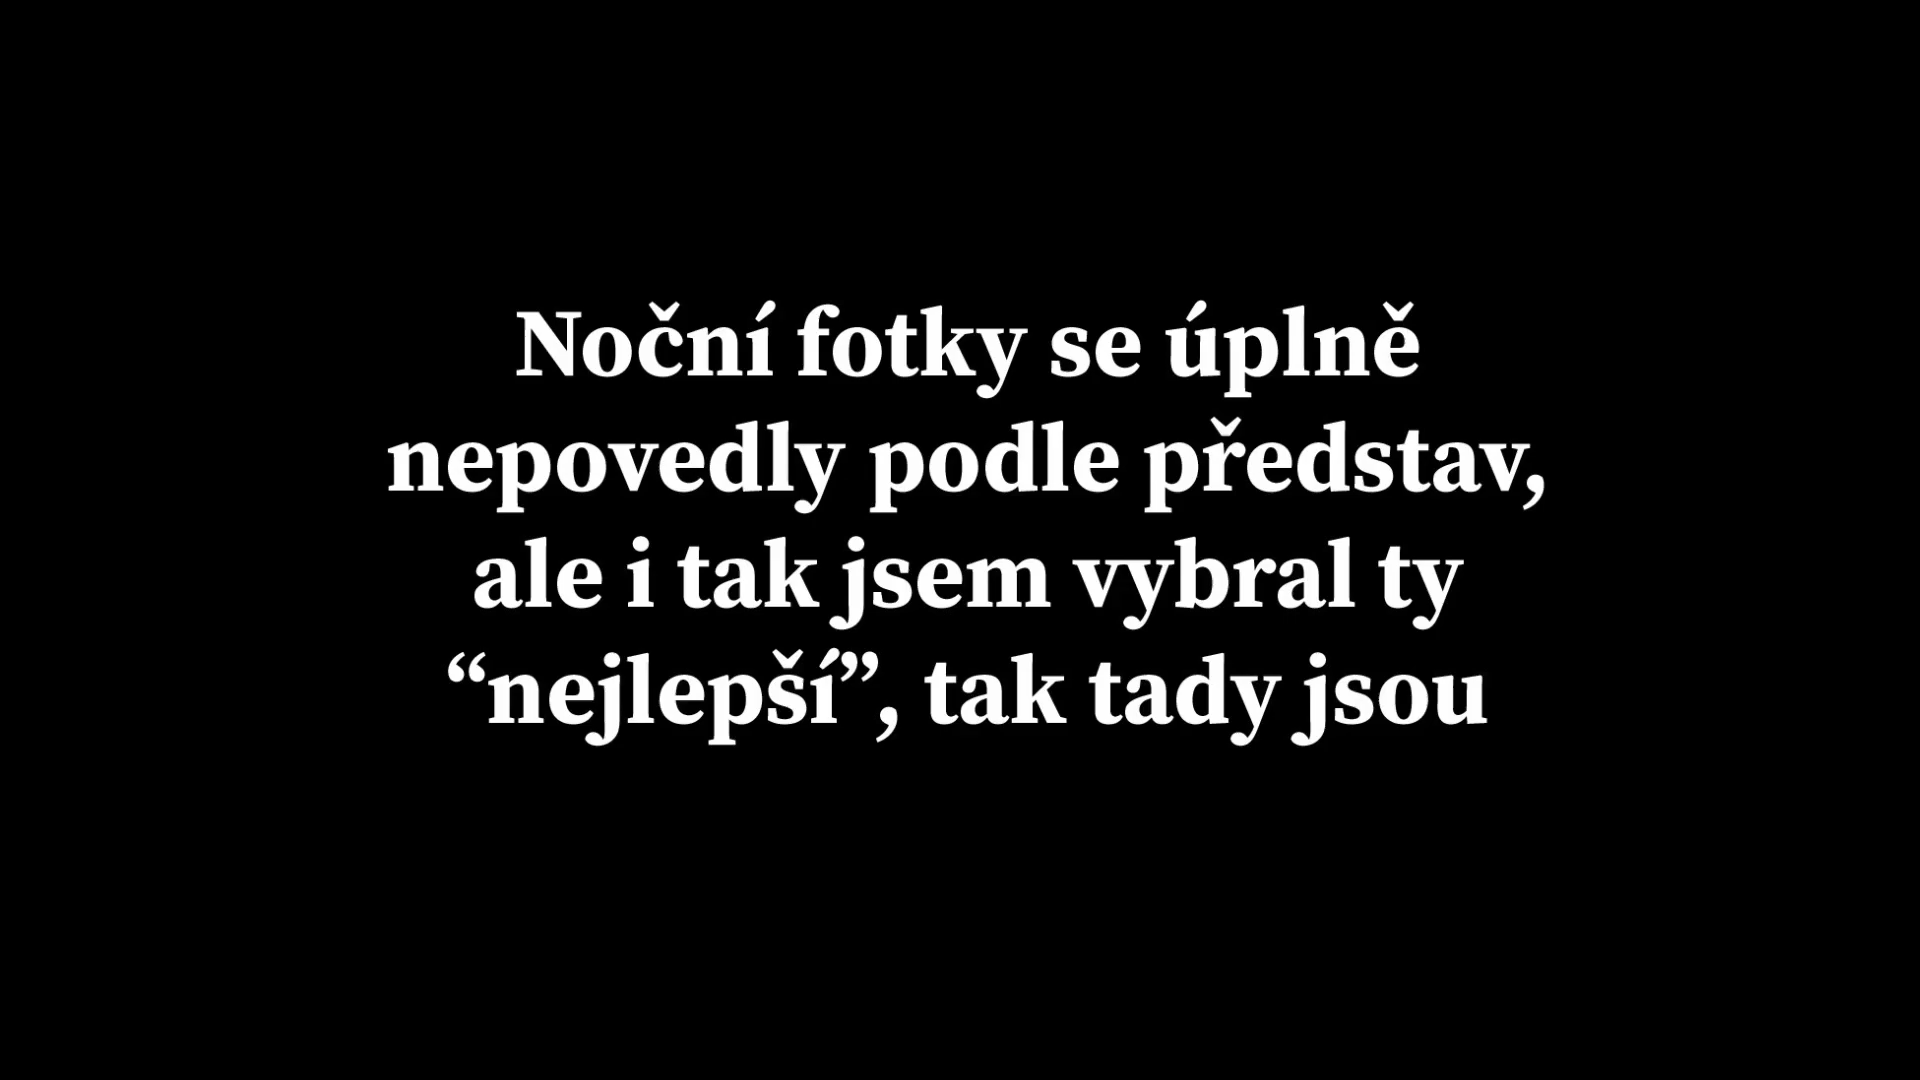 Noční fotky se úplně
nepovedly podle představ,
ale i tak jsem vybral ty
“nejlepší”, tak tady jsou